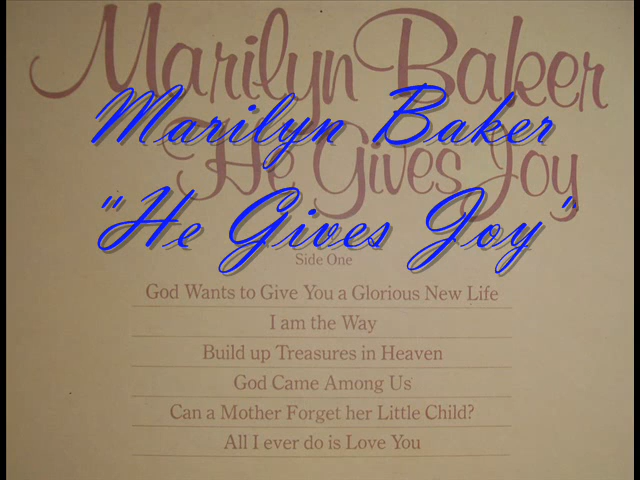 Marilyn Baker
He Gives Joy
Marilyn Baker
"He Gives Joy"
Side One
God Wants to Give You a Glorious New Life
I am the Way
Build up Treasures in Heaven
God Came Among Us
Can a Mother Forget her Little Child?
All I ever do is Love You